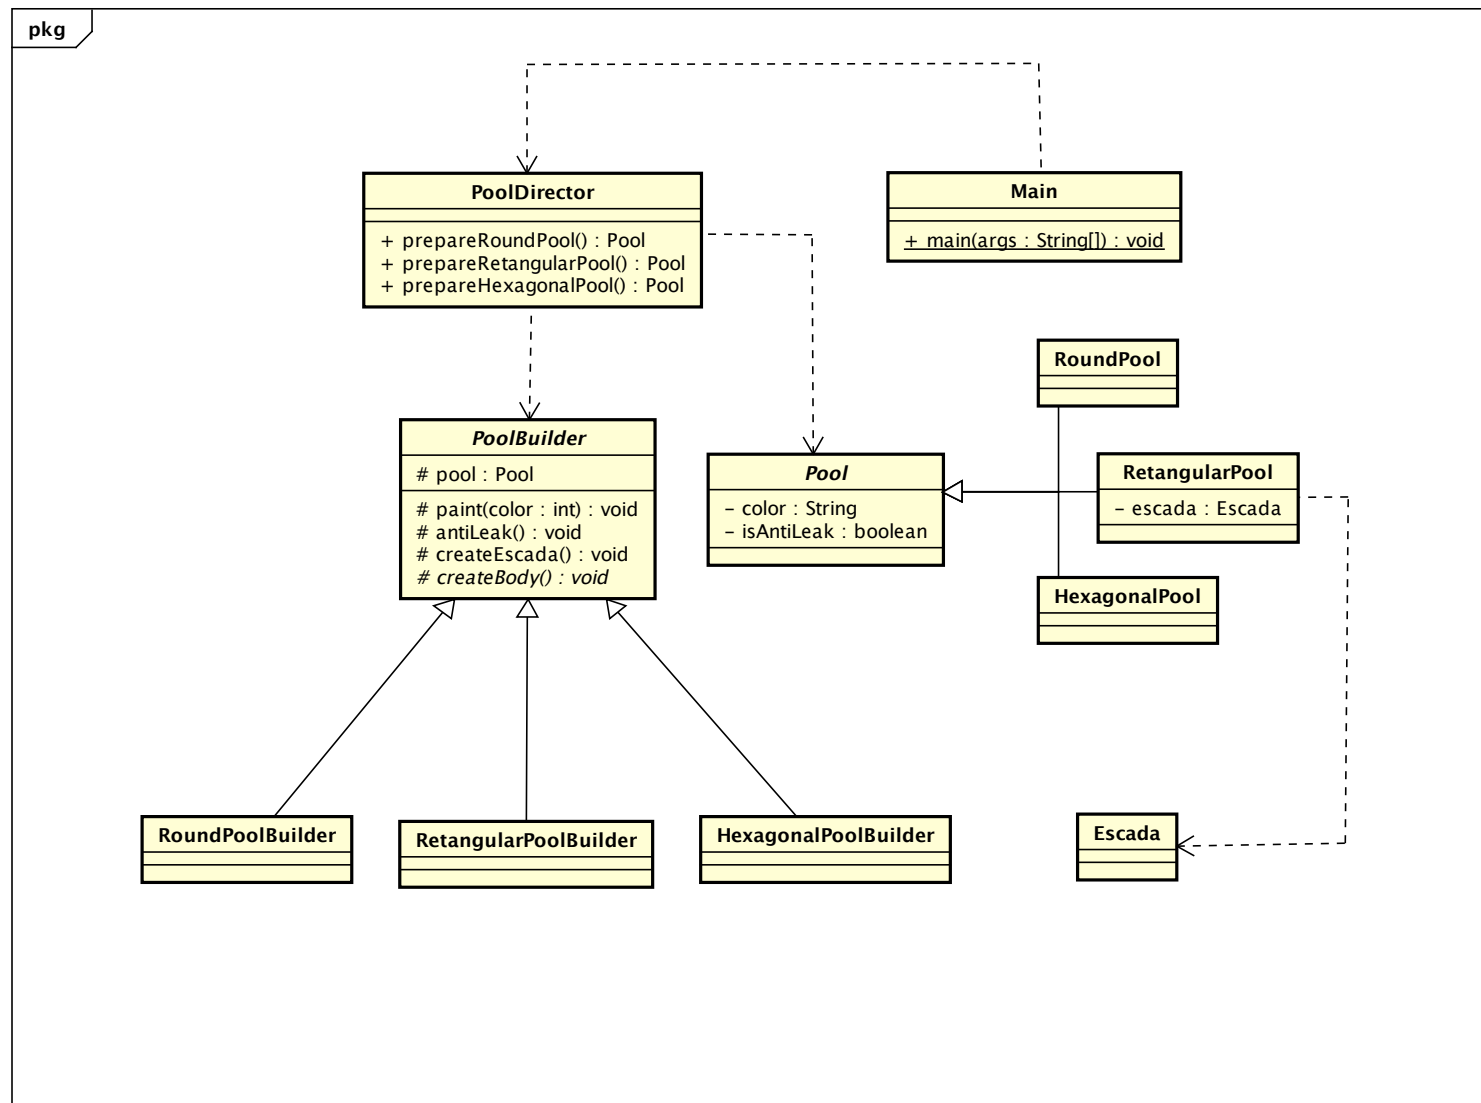 pkg
PoolDirector
+ prepareRoundPool() : Pool
+ prepareRetangularPool() : Pool
+ prepareHexagonalPool() : Pool
Main
+ main(args : String[]) : void
RoundPool
PoolBuilder
# pool : Pool
# paint(color : int) : void
# antiLeak() : void
# createEscada() : void
# createBody() : void
Pool
- color : String
- isAntiLeak : boolean
RetangularPool
- escada : Escada
HexagonalPool
RoundPoolBuilder
RetangularPoolBuilder
HexagonalPoolBuilder
Escada